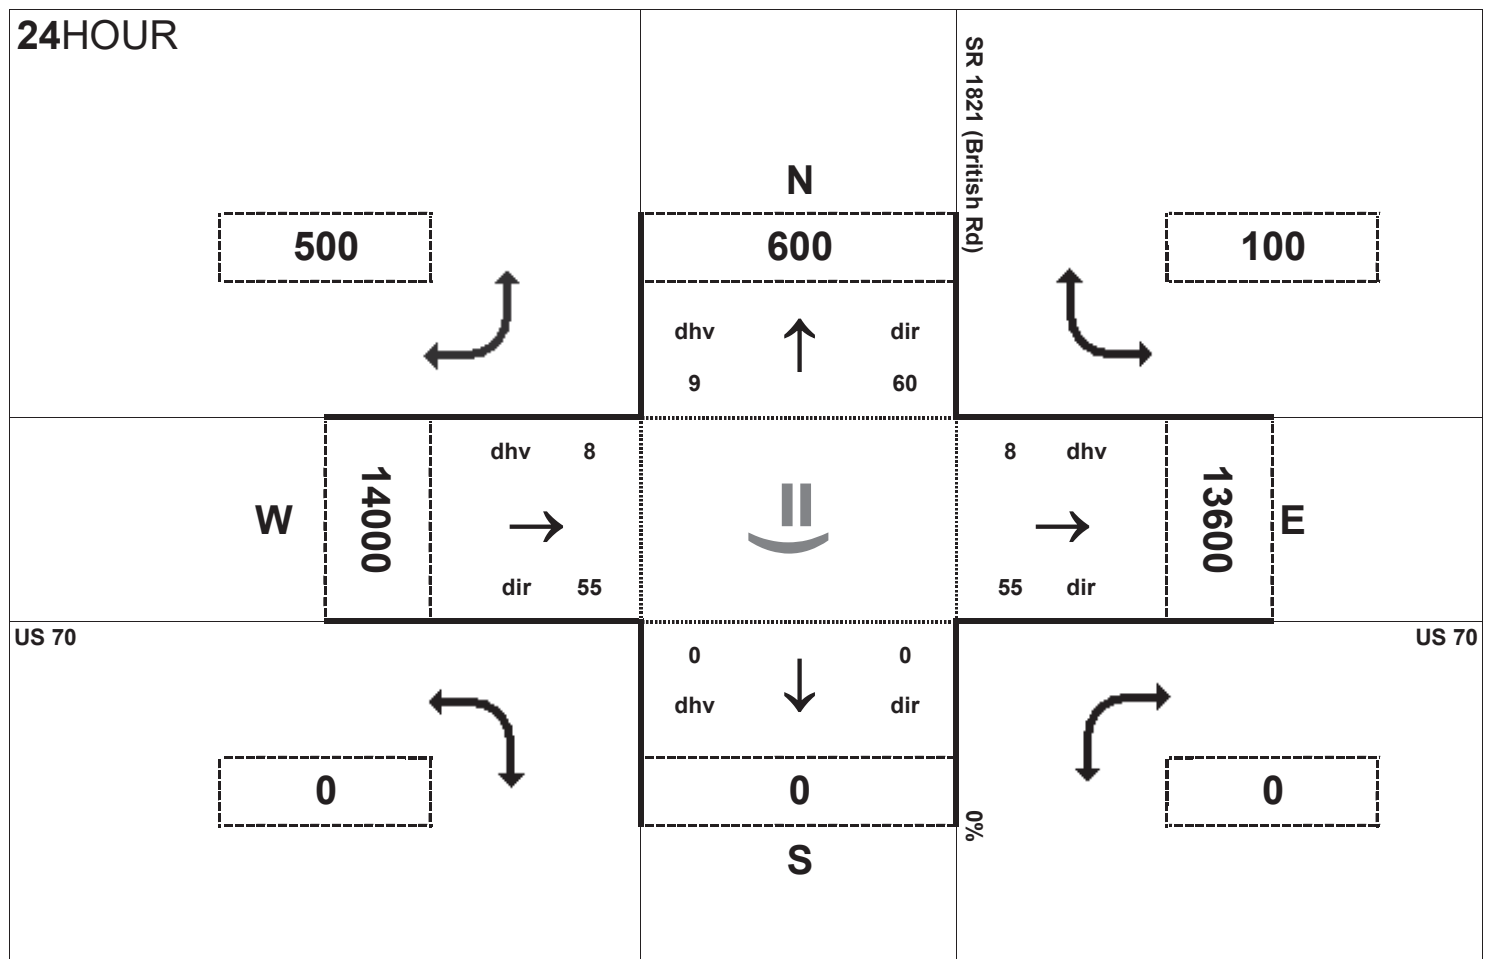 24HOUR
SR 1821 (British Rd)
N
500
600
100
dhv
dir
9
60
dhv 8
8 dhv
W
14000
13600
E
dir 55
55 dir
US 70
US 70
0
0
dhv
dir
0
0
0
0%
S